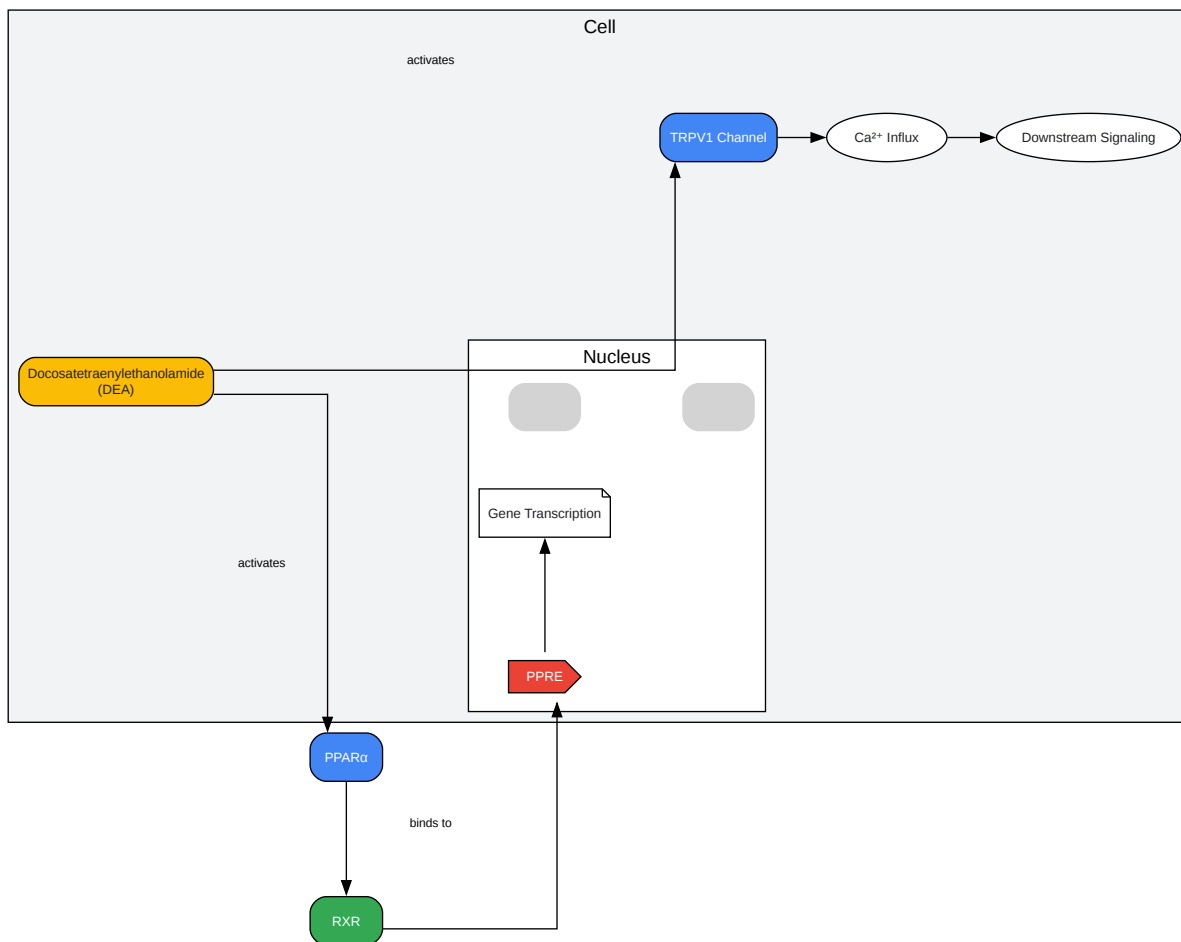 Cell
activates
TRPV1 Channel
Ca²⁺ Influx
Downstream Signaling
Nucleus
Docosatetraenylethanolamide
(DEA)
Gene Transcription
activates
PPRE
PPARα
binds to
RXR